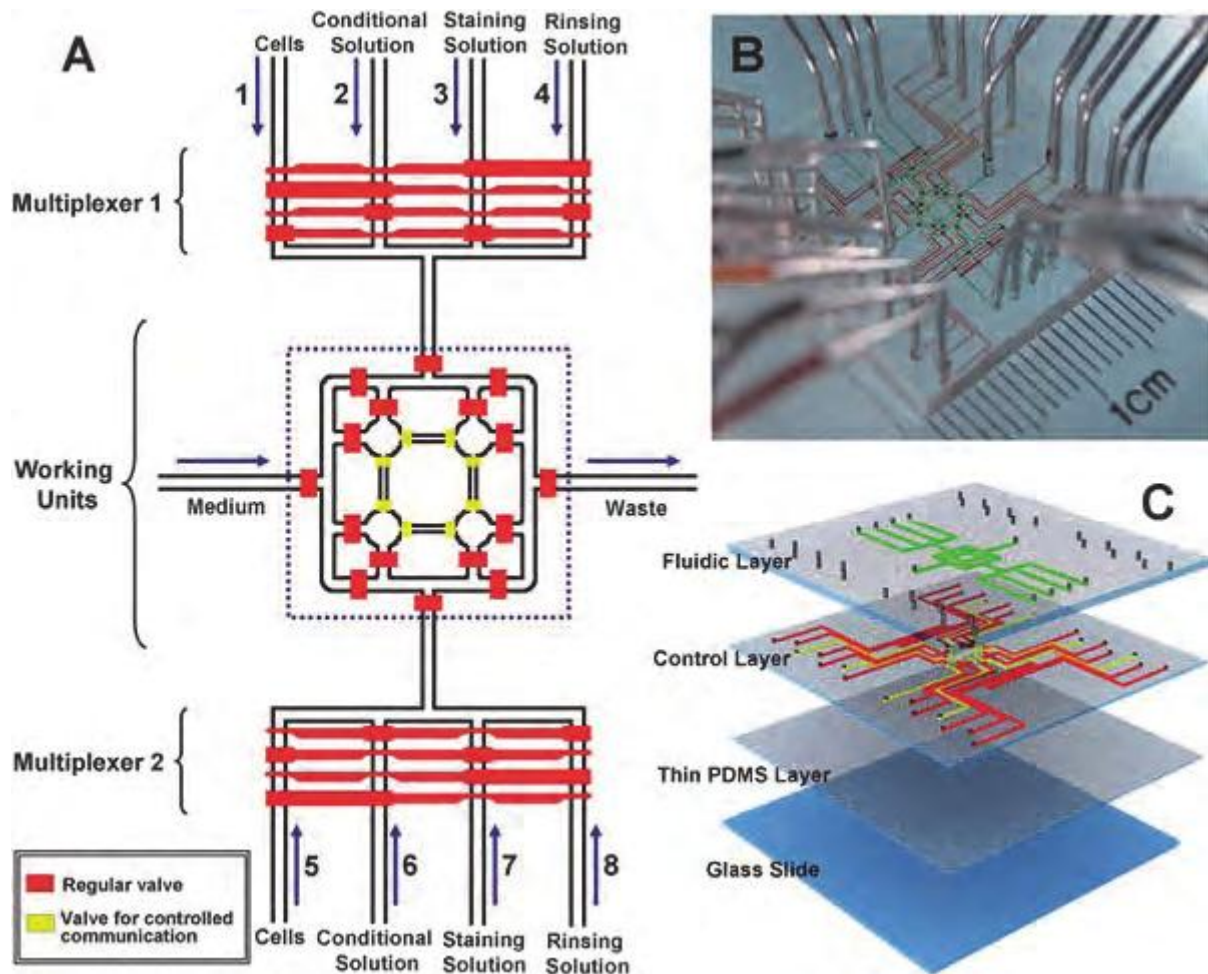 A
Cells
Conditional
Solution
Staining
Solution
Rinsing
Solution
1
2
3
4
Multiplexer 1
Working
Units
Medium
Waste
Multiplexer 2
5
6
7
8
Cells
Conditional
Solution
Staining
Solution
Rinsing
Solution
Regular valve
Valve for controlled
communication
B
1Cm
C
Fluidic Layer
Control Layer
Thin PDMS Layer
Glass Slide